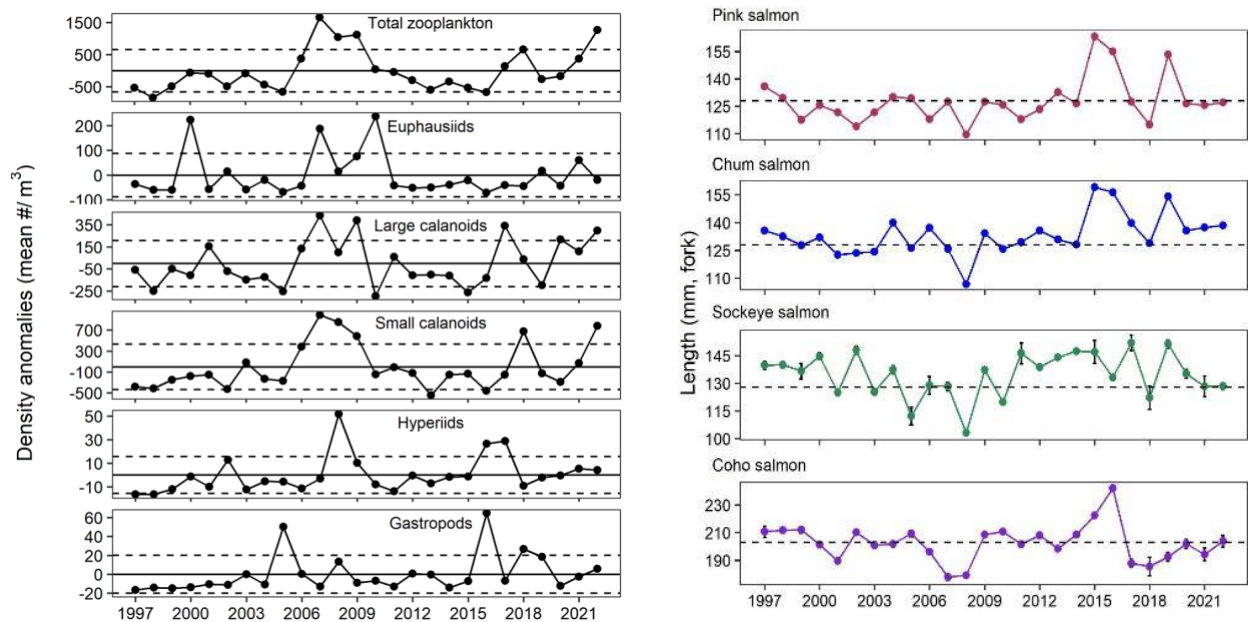 Density anomalies (mean #/ m³)
Total zooplankton
1500
500
-500
Euphausiids
200
100
0
-100
Large calanoids
350
150
-50
-250
Small calanoids
700
300
-100
-500
Hyperiids
50
30
10
-10
Gastropods
60
40
20
0
-20
1997 2000 2003 2006 2009 2012 2015 2018 2021
Length (mm, fork)
Pink salmon
155
140
125
110
Chum salmon
155
140
125
110
Sockeye salmon
145
130
115
100
Coho salmon
230
210
190
1997 2000 2003 2006 2009 2012 2015 2018 2021